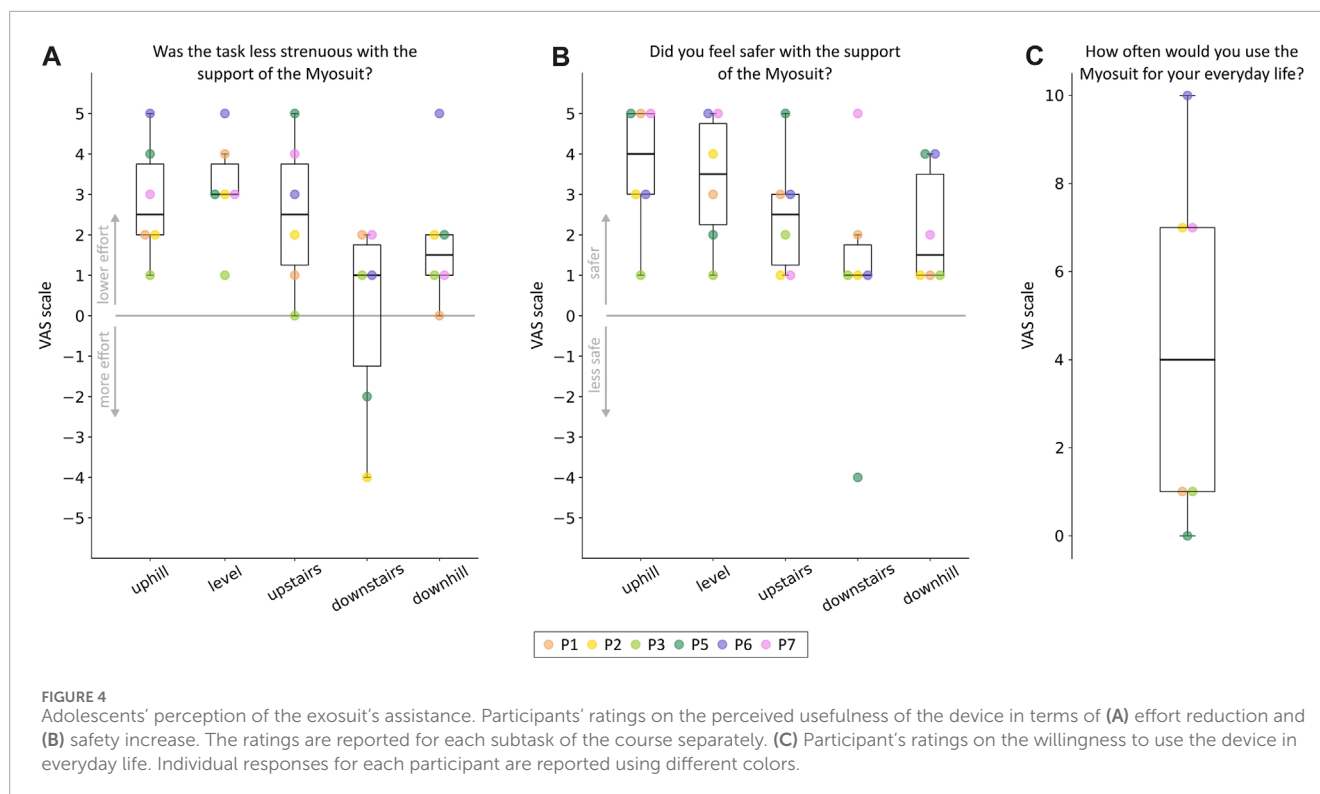 A
Was the task less strenuous with the
support of the Myosuit?
5
4
3
2
1
0
−1
−2
−3
−4
−5
VAS scale
lower effort
more effort
uphill
level
upstairs
downstairs
downhill
B
Did you feel safer with the support
of the Myosuit?
5
4
3
2
1
0
−1
−2
−3
−4
−5
VAS scale
safer
less safe
uphill
level
upstairs
downstairs
downhill
C
How often would you use the
Myosuit for your everyday life?
10
8
6
4
2
0
VAS scale
P1 P2 P3 P5 P6 P7
FIGURE 4
Adolescents’ perception of the exosuit’s assistance. Participants’ ratings on the perceived usefulness of the device in terms of (A) effort reduction and
(B) safety increase. The ratings are reported for each subtask of the course separately. (C) Participant’s ratings on the willingness to use the device in
everyday life. Individual responses for each participant are reported using different colors.